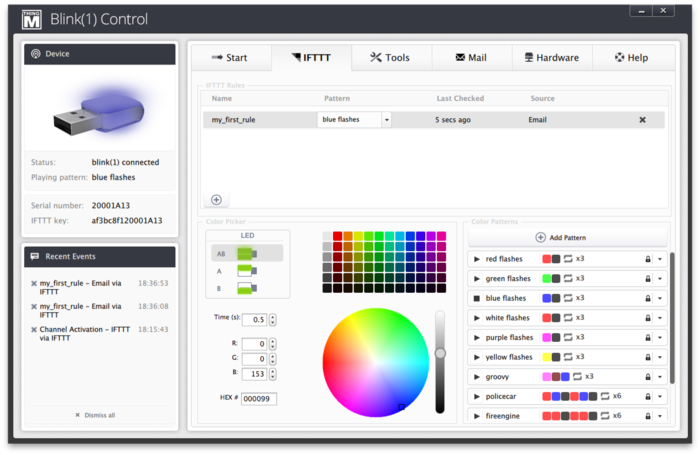 THING M
Blink(1) Control
Device
Status: blink(1) connected
Playing pattern: blue flashes
Serial number: 20001A13
IFTTT key: af3bc8f120001A13
Recent Events
my_first_rule – Email via IFTTT 18:36:53
my_first_rule – Email via IFTTT 18:36:08
Channel Activation – IFTTT via IFTTT 18:15:43
Dismiss all
Start IFTTT Tools Mail Hardware Help
IFTTT Rules
Name Pattern Last Checked Source
my_first_rule blue flashes 5 secs ago Email
Color Picker
LED
AB
A
B
Time (s): 0.5
R: 0
G: 0
B: 153
HEX # 000099
Color Patterns
Add Pattern
red flashes x3
green flashes x3
blue flashes x3
white flashes x3
purple flashes x3
yellow flashes x3
groovy x3
policecar x6
fireengine x6